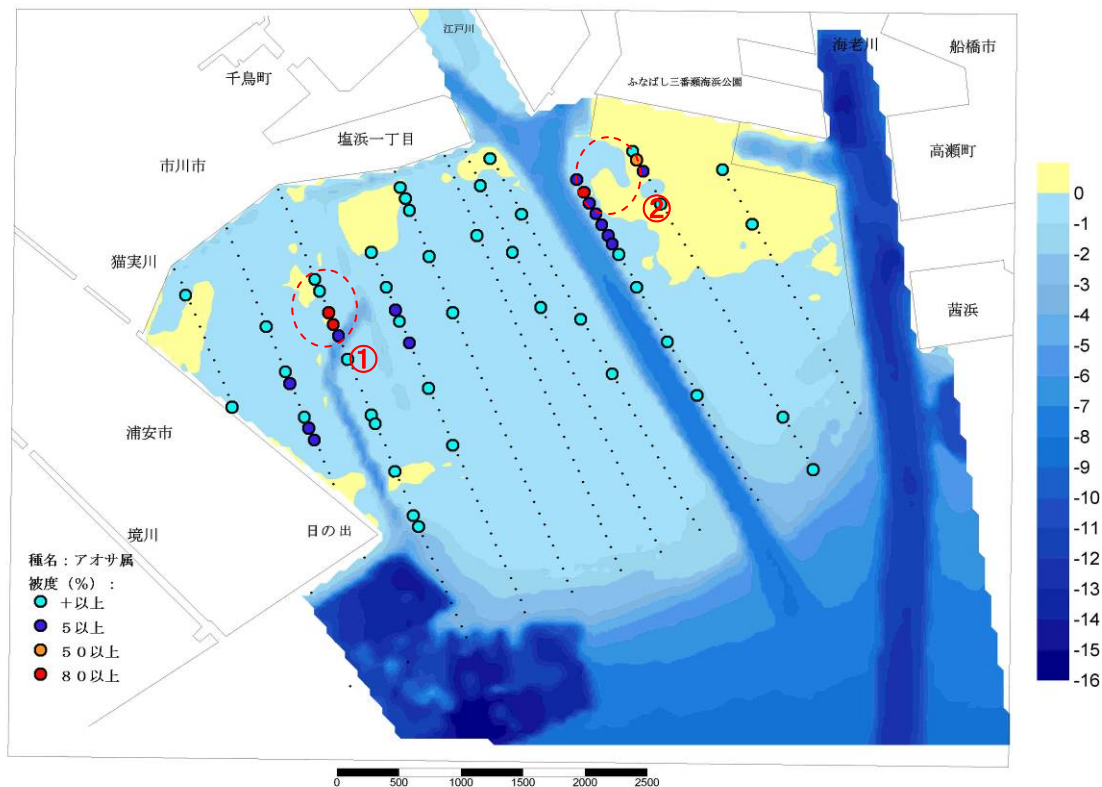 江戸川
海老川
船橋市
千鳥町
ふなばし三番瀬海浜公園
塩浜一丁目
高瀬町
市川市
②
猫実川
茜浜
①
浦安市
境川
日の出
種名：アオサ属
被度（%）：
＋以上
５以上
５０以上
８０以上
0
-1
-2
-3
-4
-5
-6
-7
-8
-9
-10
-11
-12
-13
-14
-15
-16
0 500 1000 1500 2000 2500